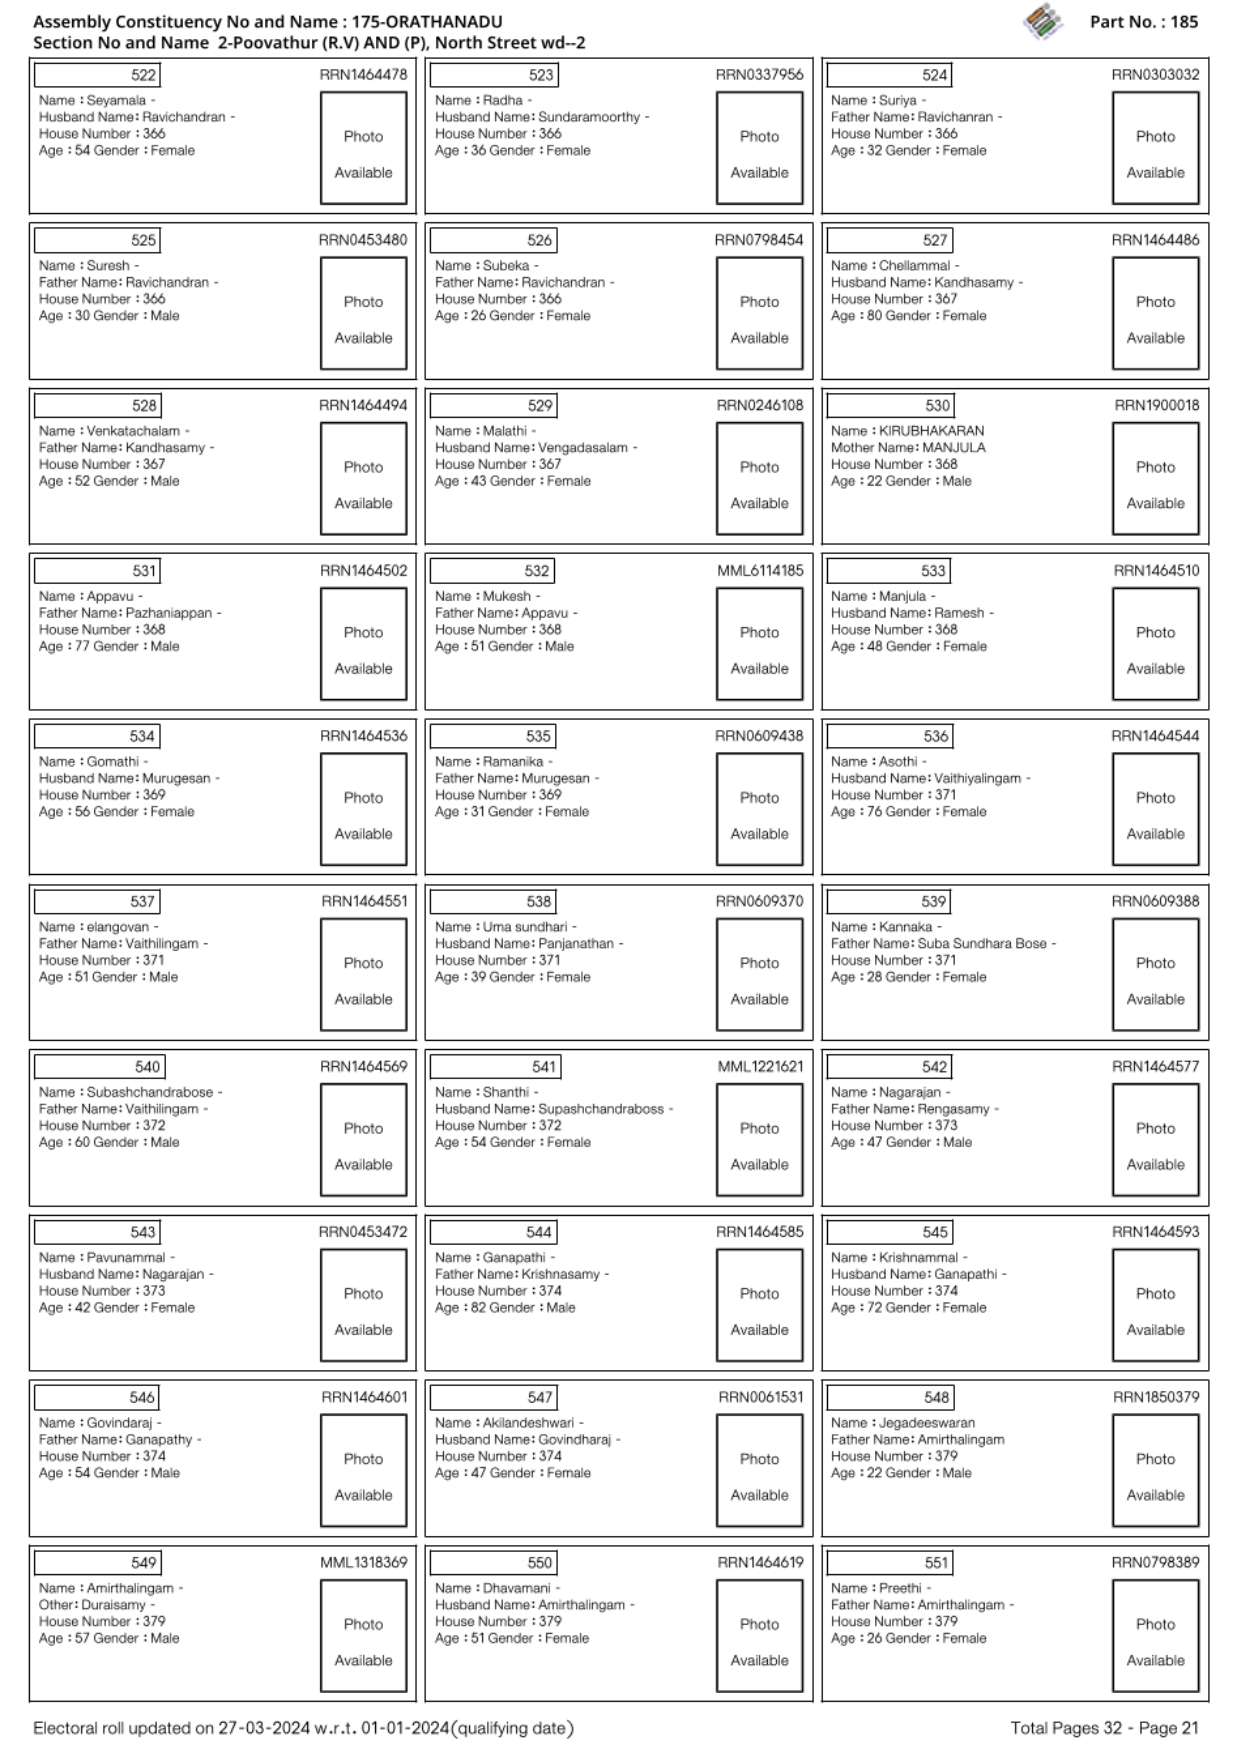 Assembly Constituency No and Name : 175-ORATHANADU
Part No. : 185
Section No and Name 2-Poovathur (R.V) AND (P), North Street wd--2
522 RRN1464478
Name : Seyamala -
Husband Name: Ravichandran -
House Number : 366
Age : 54 Gender : Female
Photo
Available
523 RRN0337956
Name : Radha -
Husband Name: Sundaramoorthy -
House Number : 366
Age : 36 Gender : Female
Photo
Available
524 RRN0303032
Name : Suriya -
Father Name: Ravichanran -
House Number : 366
Age : 32 Gender : Female
Photo
Available
525 RRN0453480
Name : Suresh -
Father Name: Ravichandran -
House Number : 366
Age : 30 Gender : Male
Photo
Available
526 RRN0798454
Name : Subeka -
Father Name: Ravichandran -
House Number : 366
Age : 26 Gender : Female
Photo
Available
527 RRN1464486
Name : Chellammal -
Husband Name: Kandhasamy -
House Number : 367
Age : 80 Gender : Female
Photo
Available
528 RRN1464494
Name : Venkatachalam -
Father Name: Kandhasamy -
House Number : 367
Age : 52 Gender : Male
Photo
Available
529 RRN0246108
Name : Malathi -
Husband Name: Vengadasalam -
House Number : 367
Age : 43 Gender : Female
Photo
Available
530 RRN1900018
Name : KIRUBHAKARAN
Mother Name: MANJULA
House Number : 368
Age : 22 Gender : Male
Photo
Available
531 RRN1464502
Name : Appavu -
Father Name: Pazhaniappan -
House Number : 368
Age : 77 Gender : Male
Photo
Available
532 MML6114185
Name : Mukesh -
Father Name: Appavu -
House Number : 368
Age : 51 Gender : Male
Photo
Available
533 RRN1464510
Name : Manjula -
Husband Name: Ramesh -
House Number : 368
Age : 48 Gender : Female
Photo
Available
534 RRN1464536
Name : Gomathi -
Husband Name: Murugesan -
House Number : 369
Age : 56 Gender : Female
Photo
Available
535 RRN0609438
Name : Ramanika -
Father Name: Murugesan -
House Number : 369
Age : 31 Gender : Female
Photo
Available
536 RRN1464544
Name : Asothi -
Husband Name: Vaithiyalingam -
House Number : 371
Age : 76 Gender : Female
Photo
Available
537 RRN1464551
Name : elangovan -
Father Name: Vaithilingam -
House Number : 371
Age : 51 Gender : Male
Photo
Available
538 RRN0609370
Name : Uma sundhari -
Husband Name: Panjanathan -
House Number : 371
Age : 39 Gender : Female
Photo
Available
539 RRN0609388
Name : Kannaka -
Father Name: Suba Sundhara Bose -
House Number : 371
Age : 28 Gender : Female
Photo
Available
540 RRN1464569
Name : Subashchandrabose -
Father Name: Vaithilingam -
House Number : 372
Age : 60 Gender : Male
Photo
Available
541 MML1221621
Name : Shanthi -
Husband Name: Supashchandraboss -
House Number : 372
Age : 54 Gender : Female
Photo
Available
542 RRN1464577
Name : Nagarajan -
Father Name: Rengasamy -
House Number : 373
Age : 47 Gender : Male
Photo
Available
543 RRN0453472
Name : Pavunammal -
Husband Name: Nagarajan -
House Number : 373
Age : 42 Gender : Female
Photo
Available
544 RRN1464585
Name : Ganapathi -
Father Name: Krishnasamy -
House Number : 374
Age : 82 Gender : Male
Photo
Available
545 RRN1464593
Name : Krishnammal -
Husband Name: Ganapathi -
House Number : 374
Age : 72 Gender : Female
Photo
Available
546 RRN1464601
Name : Govindaraj -
Father Name: Ganapathy -
House Number : 374
Age : 54 Gender : Male
Photo
Available
547 RRN0061531
Name : Akilandeshwari -
Husband Name: Govindharaj -
House Number : 374
Age : 47 Gender : Female
Photo
Available
548 RRN1850379
Name : Jegadeeswaran
Father Name: Amirthalingam
House Number : 379
Age : 22 Gender : Male
Photo
Available
549 MML1318369
Name : Amirthalingam -
Other: Duraisamy -
House Number : 379
Age : 57 Gender : Male
Photo
Available
550 RRN1464619
Name : Dhavamani -
Husband Name: Amirthalingam -
House Number : 379
Age : 51 Gender : Female
Photo
Available
551 RRN0798389
Name : Preethi -
Father Name: Amirthalingam -
House Number : 379
Age : 26 Gender : Female
Photo
Available
Electoral roll updated on 27-03-2024 w.r.t. 01-01-2024(qualifying date)
Total Pages 32 - Page 21